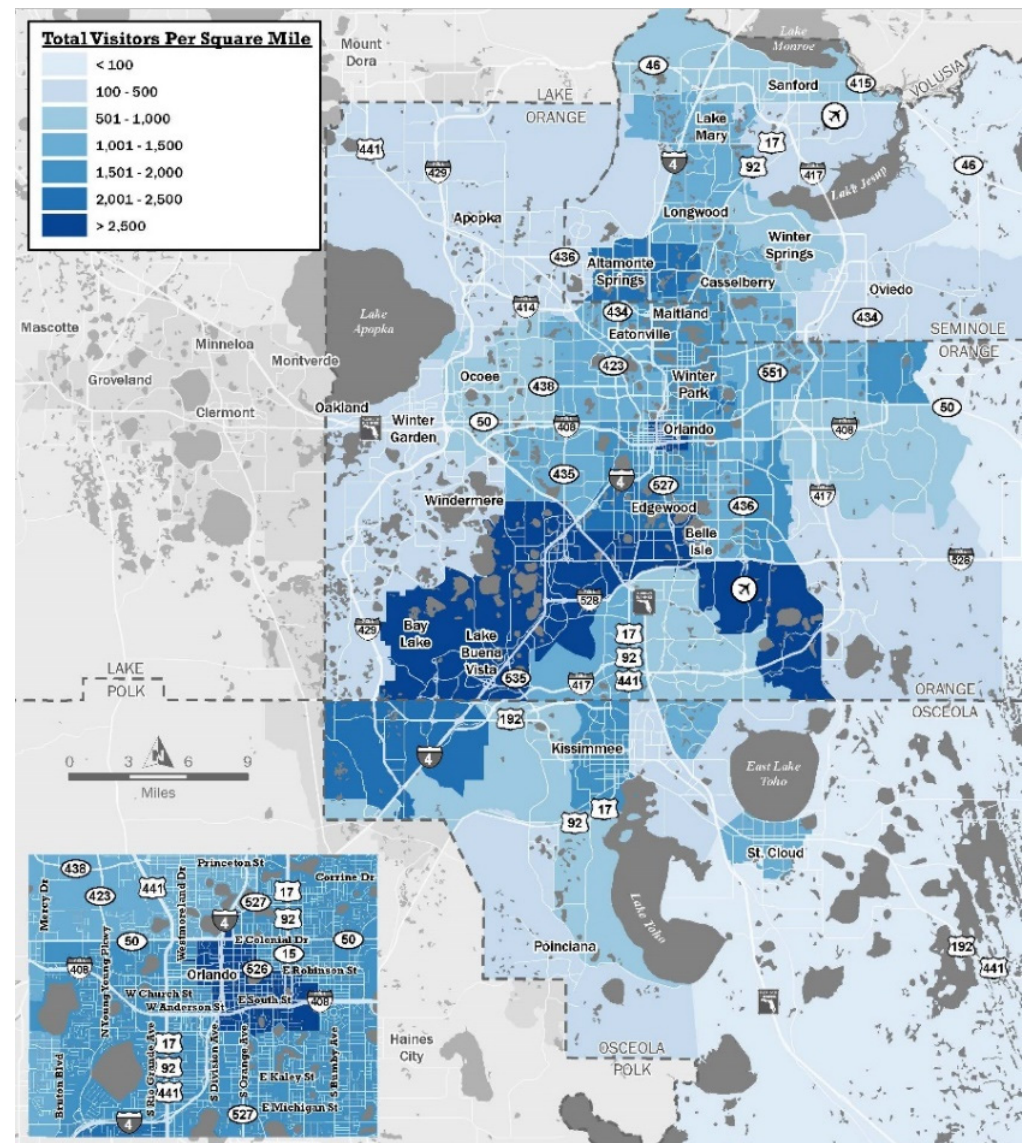 Total Visitors Per Square Mile
< 100
100 - 500
501 - 1,000
1,001 - 1,500
1,501 - 2,000
2,001 - 2,500
> 2,500
Mount
Dora
Lake
Monroe
46
Sanford
415
VOLUSIA
LAKE
ORANGE
Lake
Mary
441
429
4
17
92
417
46
Lake Jesup
Apopka
Longwood
Winter
Springs
436
Altamonte
Springs
Casselberry
Oviedo
414
434
Maitland
434
Lake
Apopka
Eatonville
SEMINOLE
ORANGE
Mascotte
Minneola
Montverde
423
Winter
Park
551
Groveland
Ocoee
438
Clermont
Oakland
Winter
Garden
50
408
Orlando
408
50
435
4
527
417
Windermere
Edgewood
436
Belle
Isle
528
528
429
Bay
Lake
Lake
Buena
Vista
17
92
441
LAKE
POLK
535
417
ORANGE
OSCEOLA
192
N
0 3 6 9
Miles
4
Kissimmee
East Lake
Toho
92
17
St. Cloud
Lake Toho
Poinciana
192
441
Haines
City
OSCEOLA
POLK
438
Princeton St
Mercy Dr
423
441
Westmoreland Dr
4
527
17
92
Corrine Dr
50
E Colonial Dr
15
50
408
N Young Young Pkwy
Orlando
526
E Robinson St
W Church St
W Anderson St
E South St
408
Bruton Blvd
S Rio Grande Ave
17
92
441
S Division Ave
S Orange Ave
E Kaley St
S Bumby Ave
4
527
E Michigan St